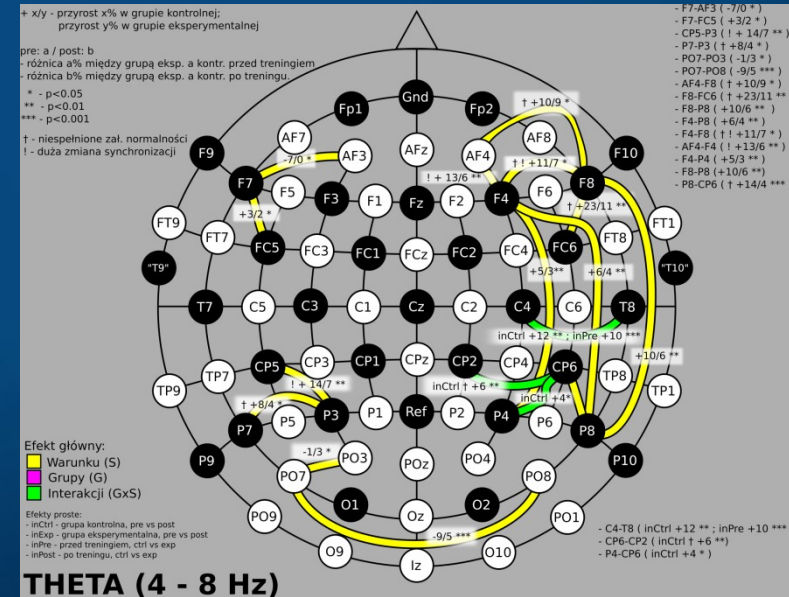 + x/y - przyrost x% w grupie kontrolnej;
przyrost y% w grupie eksperymentalnej
pre: a / post: b
- różnica a% między grupą eksp. a kontr. przed treningiem
- różnica b% między grupą eksp. a kontr. po treningu.
* - p<0.05
** - p<0.01
*** - p<0.001
† - niespełnione zał. normalności
! - duża zmiana synchronizacji
- F7-AF3 ( -7/0 * )
- F7-FC5 ( +3/2 * )
- CP5-P3 ( ! + 14/7 ** )
- P7-P3 ( † +8/4 * )
- PO7-PO3 ( -1/3 * )
- PO7-PO8 ( -9/5 *** )
- AF4-F8 ( † +10/9 * )
- F8-FC6 ( † +23/11 **
- F8-P8 ( +10/6 ** )
- F4-P8 ( +6/4 ** )
- F4-F8 ( † ! +11/7 * )
- AF4-F4 ( ! +13/6 ** )
- F4-P4 ( +5/3 ** )
- F8-P8 (+10/6 **)
- P8-CP6 ( † +14/4 ***
Gnd
Fp1 Fp2
† +10/9 *
AF7 AF8
F9 AF3 AFz AF4 F10
-7/0 *
! + 13/6 ** † ! +11/7 *
F7 F5 F3 F1 Fz F2 F4 F6 F8
+3/2 * † +23/11 **
FT9 FT7 FC5 FC3 FC1 FCz FC2 FC4 FC6 FT8 FT1
"T9" "T10"
+5/3** +6/4 **
T7 C5 C3 C1 Cz C2 C4 C6 T8
inCtrl +12 ** ; inPre +10 ***
+10/6 **
TP9 TP7 CP5 CP3 CP1 CPz CP2 CP4 CP6 TP8 TP1
! + 14/7 ** inCtrl † +6 **
† +8/4 * inCtrl +4*
P7 P5 P3 P1 Ref P2 P4 P6 P8
P9 P10
-1/3 *
PO7 PO3 POz PO4 PO8
O1 O2
PO9 Oz PO1
-9/5 ***
O9 Iz O10
Efekt główny:
Warunku (S)
Grupy (G)
Interakcji (GxS)
Efekty proste:
- inCtrl - grupa kontrolna, pre vs post
- inExp - grupa eksperymentalna, pre vs post
- inPre - przed treningiem, ctrl vs exp
- inPost - po treningu, ctrl vs exp
- C4-T8 ( inCtrl +12 ** ; inPre +10 ***
- CP6-CP2 ( inCtrl † +6 **)
- P4-CP6 ( inCtrl +4 * )
THETA (4 - 8 Hz)